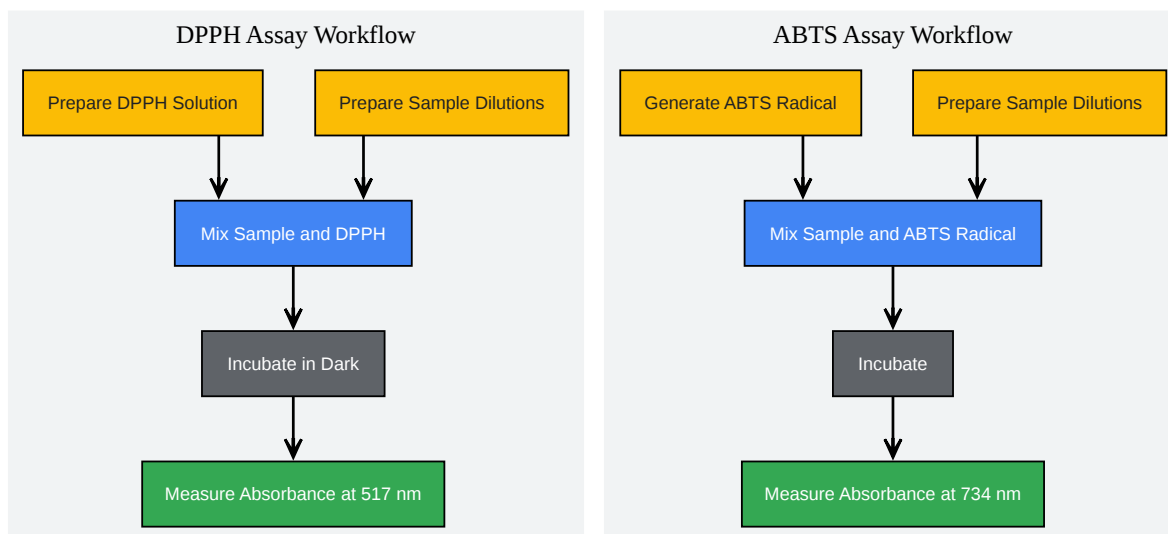 DPPH Assay Workflow
Prepare DPPH Solution
Prepare Sample Dilutions
Mix Sample and DPPH
Incubate in Dark
Measure Absorbance at 517 nm
ABTS Assay Workflow
Generate ABTS Radical
Prepare Sample Dilutions
Mix Sample and ABTS Radical
Incubate
Measure Absorbance at 734 nm